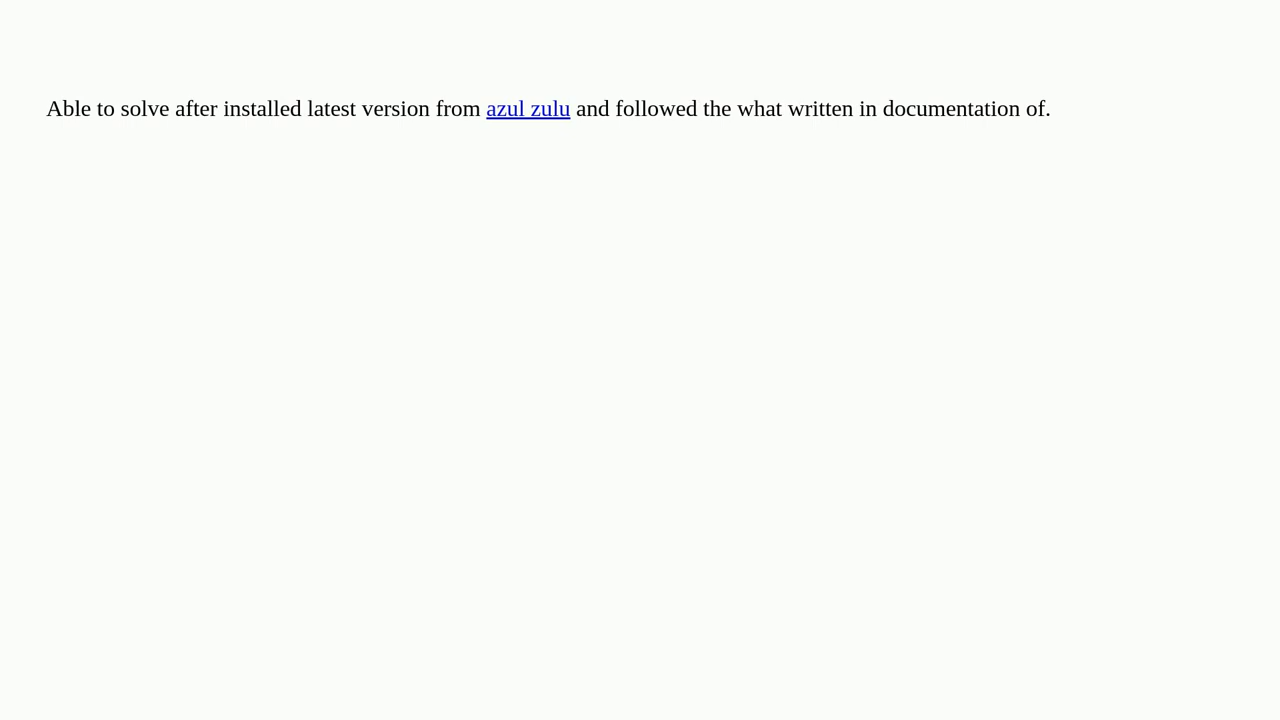 Able to solve after installed latest version from azul zulu and followed the what written in documentation of.